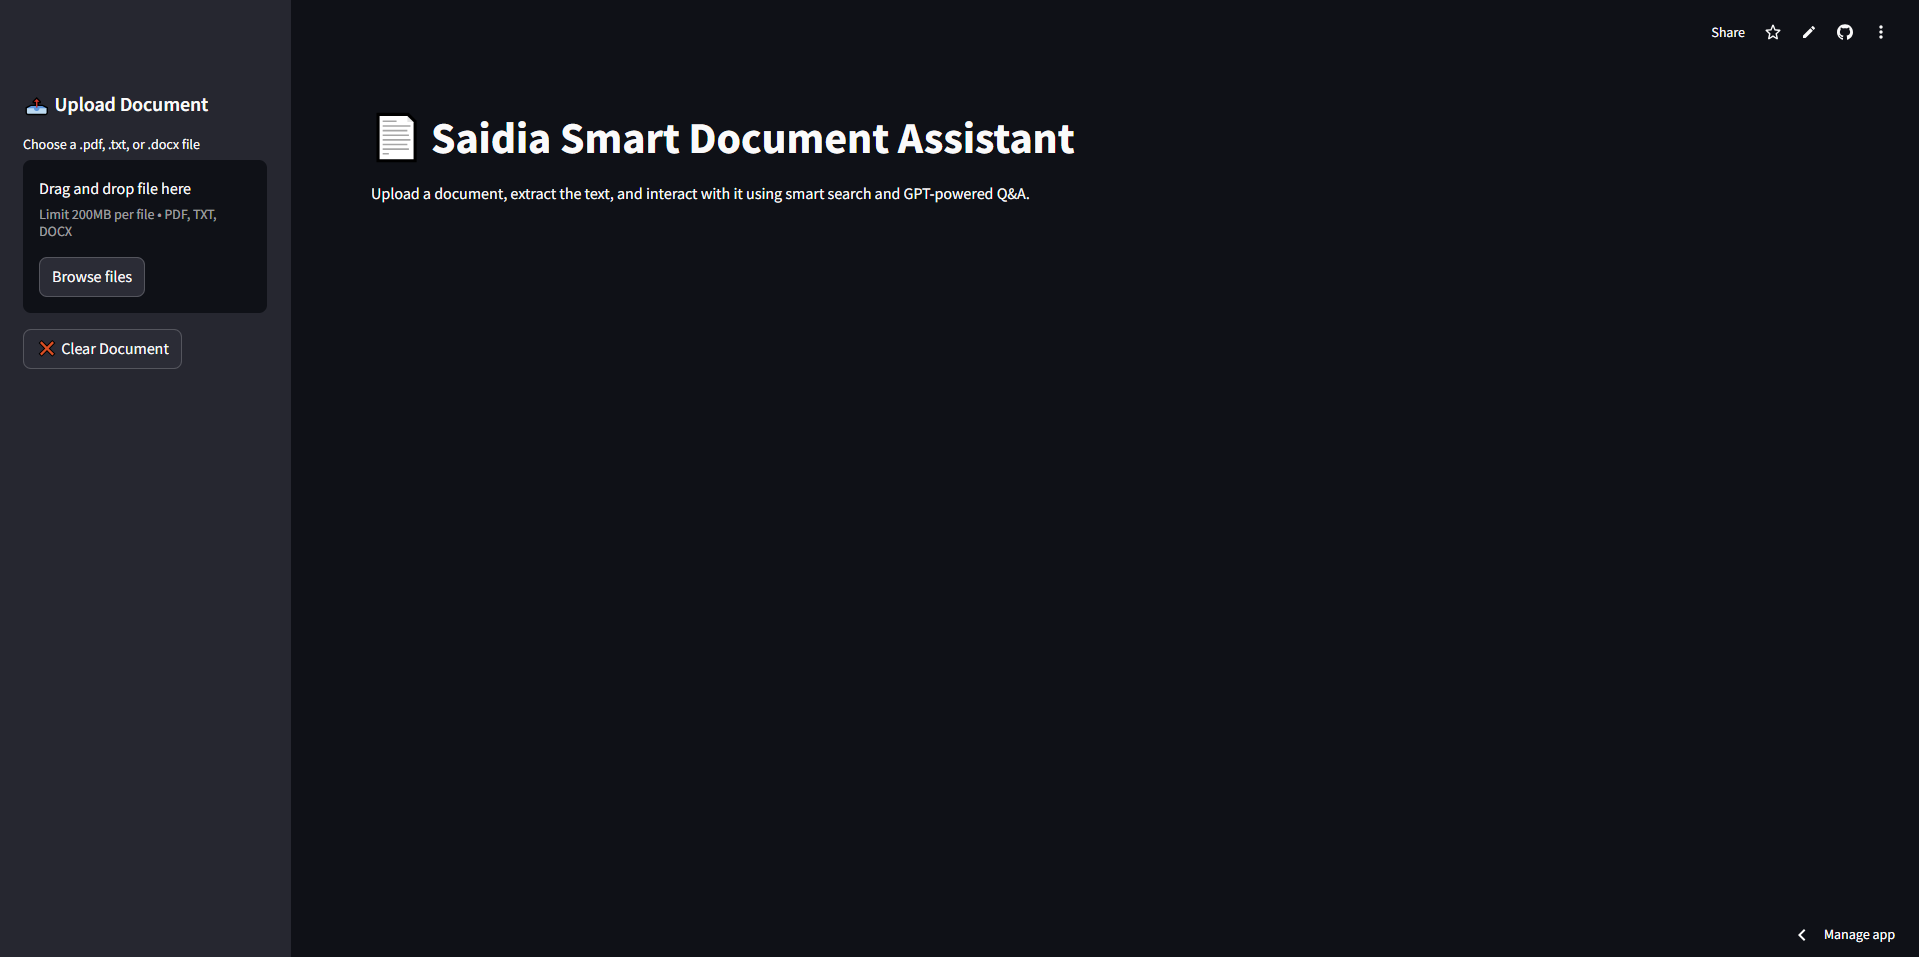 Share
Upload Document
Choose a .pdf, .txt, or .docx file
Drag and drop file here
Limit 200MB per file • PDF, TXT,
DOCX
Browse files
Clear Document
Saidia Smart Document Assistant
Upload a document, extract the text, and interact with it using smart search and GPT-powered Q&A.
Manage app